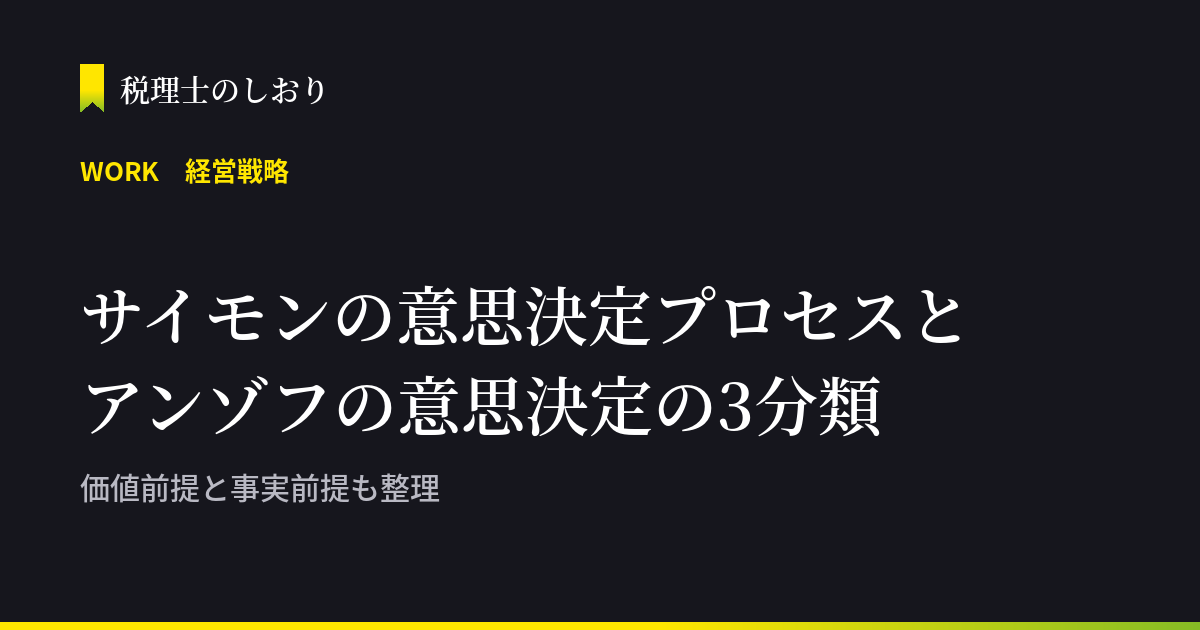 税理士のしおり
WORK　経営戦略
サイモンの意思決定プロセスと
アンゾフの意思決定の3分類
価値前提と事実前提も整理